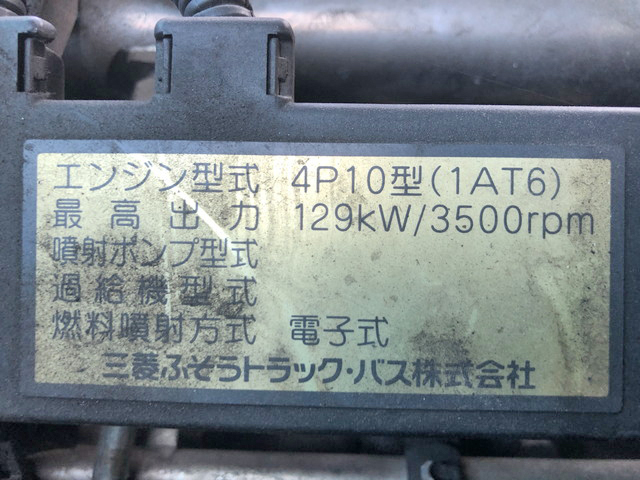 エンジン型式 4P10型(1AT6)
最高出力 129kW/3500rpm
噴射ポンプ型式
過給機型式
燃料噴射方式 電子式
三菱ふそうトラック・バス株式会社